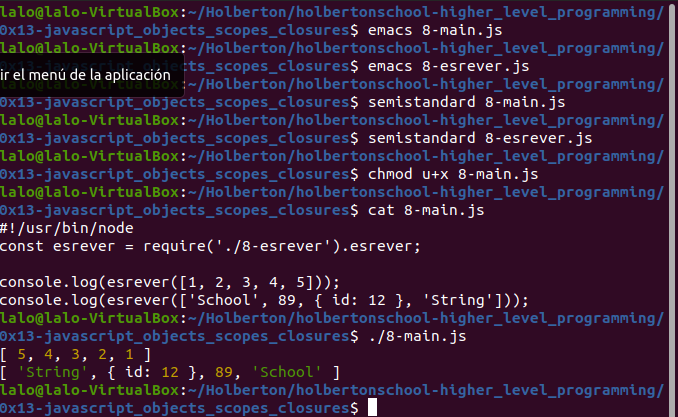 lalo@lalo-VirtualBox:~/Holberton/holbertonschool-higher_level_programming/
0x13-javascript_objects_scopes_closures$ emacs 8-main.js
lalo@lalo-VirtualBox:~/Holberton/holbertonschool-higher_level_programming/
ir el menú de la aplicación
t_objects_scopes_closures$ emacs 8-esrever.js
lalo@lalo-VirtualBox:~/Holberton/holbertonschool-higher_level_programming/
0x13-javascript_objects_scopes_closures$ semistandard 8-main.js
lalo@lalo-VirtualBox:~/Holberton/holbertonschool-higher_level_programming/
0x13-javascript_objects_scopes_closures$ semistandard 8-esrever.js
lalo@lalo-VirtualBox:~/Holberton/holbertonschool-higher_level_programming/
0x13-javascript_objects_scopes_closures$ chmod u+x 8-main.js
lalo@lalo-VirtualBox:~/Holberton/holbertonschool-higher_level_programming/
0x13-javascript_objects_scopes_closures$ cat 8-main.js
#!/usr/bin/node
const esrever = require('./8-esrever').esrever;
console.log(esrever([1, 2, 3, 4, 5]));
console.log(esrever(['School', 89, { id: 12 }, 'String']));
lalo@lalo-VirtualBox:~/Holberton/holbertonschool-higher_level_programming/
0x13-javascript_objects_scopes_closures$ ./8-main.js
[ 5, 4, 3, 2, 1 ]
[ 'String', { id: 12 }, 89, 'School' ]
lalo@lalo-VirtualBox:~/Holberton/holbertonschool-higher_level_programming/
0x13-javascript_objects_scopes_closures$